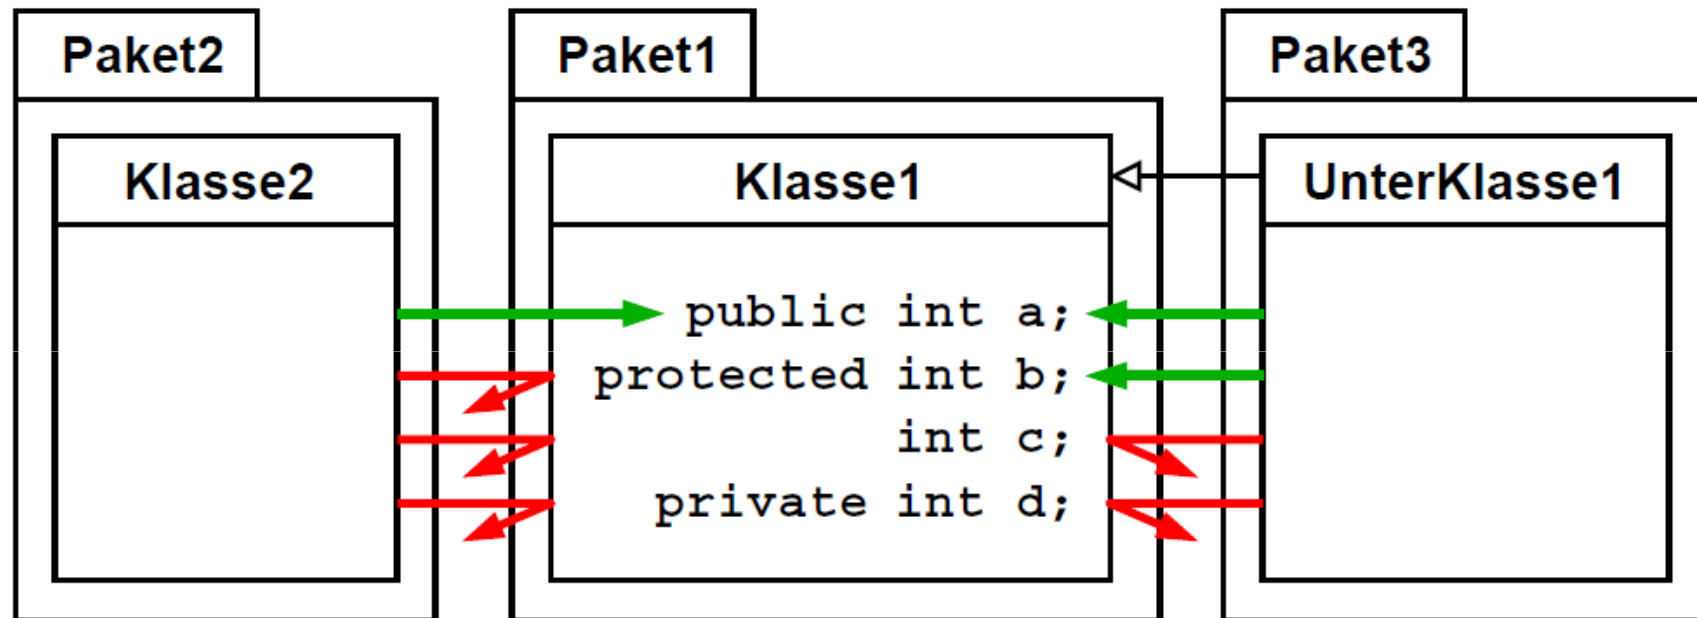 Paket2
Paket1
Paket3
Klasse2
Klasse1
UnterKlasse1
public int a;
protected int b;
int c;
private int d;